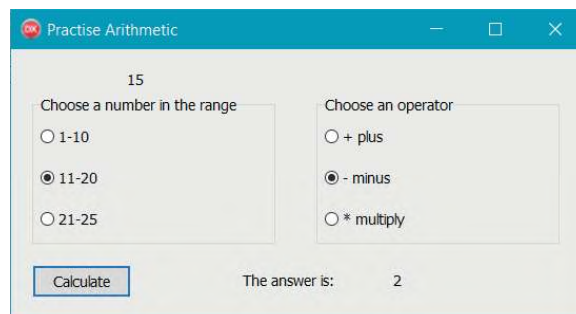 DX Practise Arithmetic
15
Choose a number in the range
1-10
11-20
21-25
Choose an operator
+ plus
- minus
* multiply
Calculate
The answer is: 2